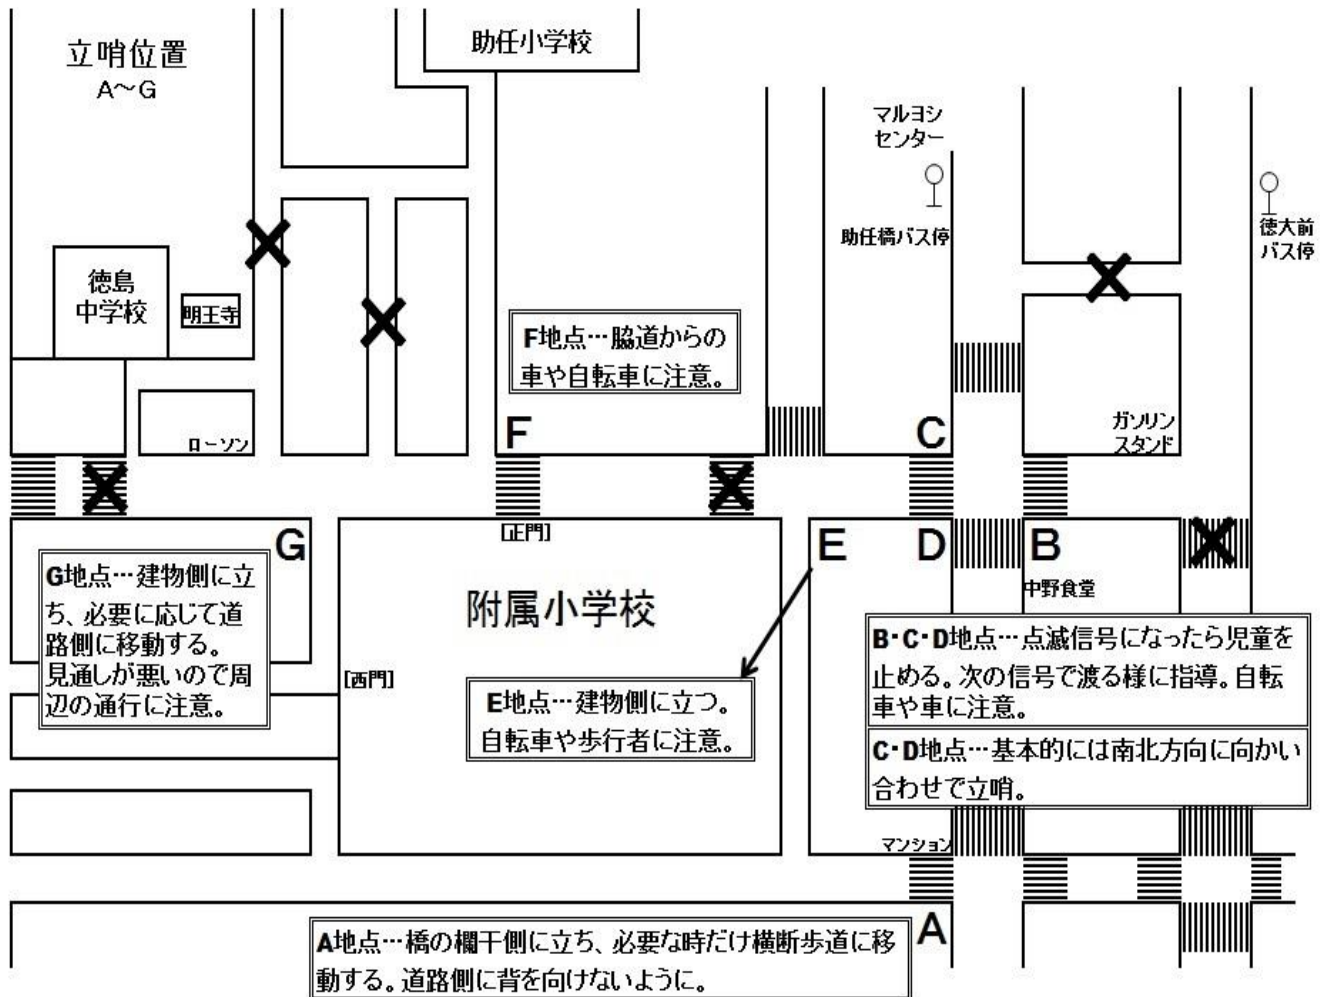 立哨位置
A～G
助任小学校
マルヨシ
センター
助任橋バス停
徳大前
バス停
徳島
中学校
明王寺
F地点…脇道からの
車や自転車に注意。
ローソン
F
C
ガソリン
スタンド
G
[正門]
E
D
B
中野食堂
附属小学校
G地点…建物側に立
ち、必要に応じて道
路側に移動する。
見通しが悪いので周
辺の通行に注意。
[西門]
E地点…建物側に立つ。
自転車や歩行者に注意。
B・C・D地点…点滅信号になったら児童を
止める。次の信号で渡る様に指導。自転
車や車に注意。
C・D地点…基本的には南北方向に向かい
合わせで立哨。
マンション
A
A地点…橋の欄干側に立ち、必要な時だけ横断歩道に移
動する。道路側に背を向けないように。